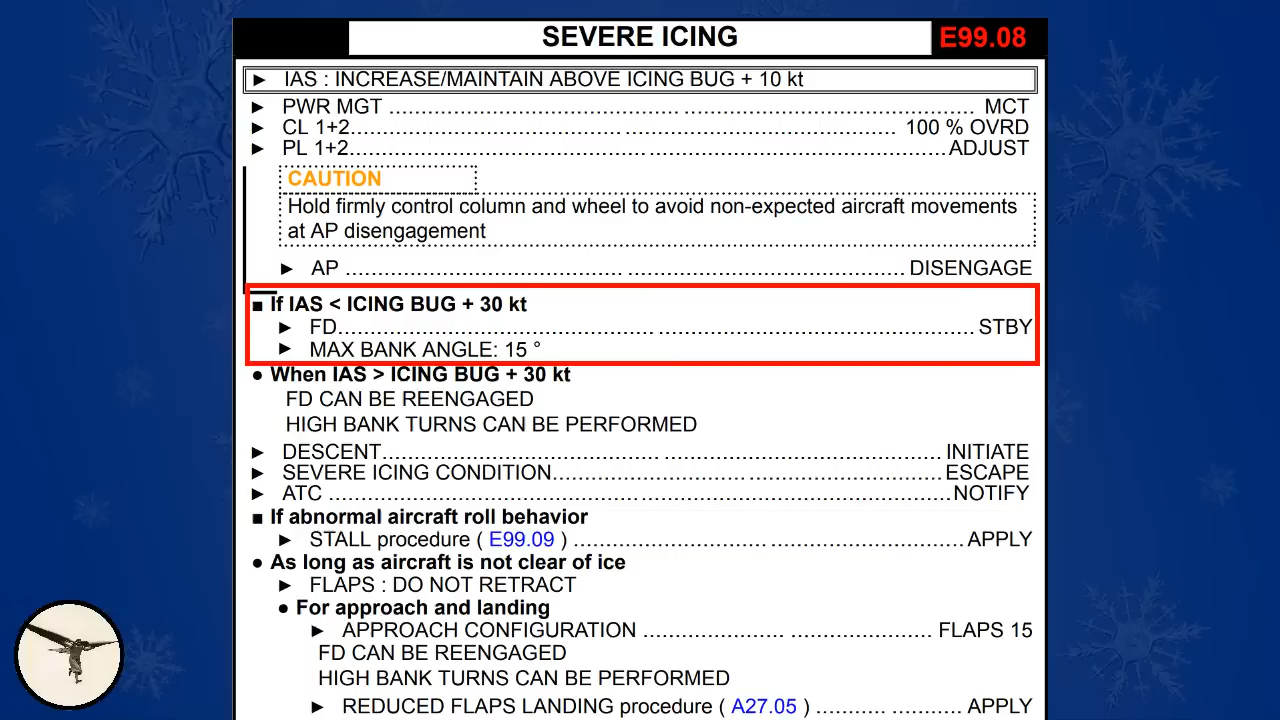 SEVERE ICING E99.08
► IAS : INCREASE/MAINTAIN ABOVE ICING BUG + 10 kt
► PWR MGT ........................................ MCT
► CL 1+2........................................ 100 % OVRD
► PL 1+2........................................ADJUST
CAUTION
Hold firmly control column and wheel to avoid non-expected aircraft movements
at AP disengagement
► AP ........................................ DISENGAGE
■ If IAS < ICING BUG + 30 kt
► FD........................................ STBY
► MAX BANK ANGLE: 15 °
● When IAS > ICING BUG + 30 kt
FD CAN BE REENGAGED
HIGH BANK TURNS CAN BE PERFORMED
► DESCENT........................................ INITIATE
► SEVERE ICING CONDITION........................................ ESCAPE
► ATC ........................................NOTIFY
■ If abnormal aircraft roll behavior
► STALL procedure ( E99.09 ) ........................................ APPLY
● As long as aircraft is not clear of ice
► FLAPS : DO NOT RETRACT
● For approach and landing
► APPROACH CONFIGURATION ........................................ FLAPS 15
FD CAN BE REENGAGED
HIGH BANK TURNS CAN BE PERFORMED
► REDUCED FLAPS LANDING procedure ( A27.05 ) ........... ........... APPLY